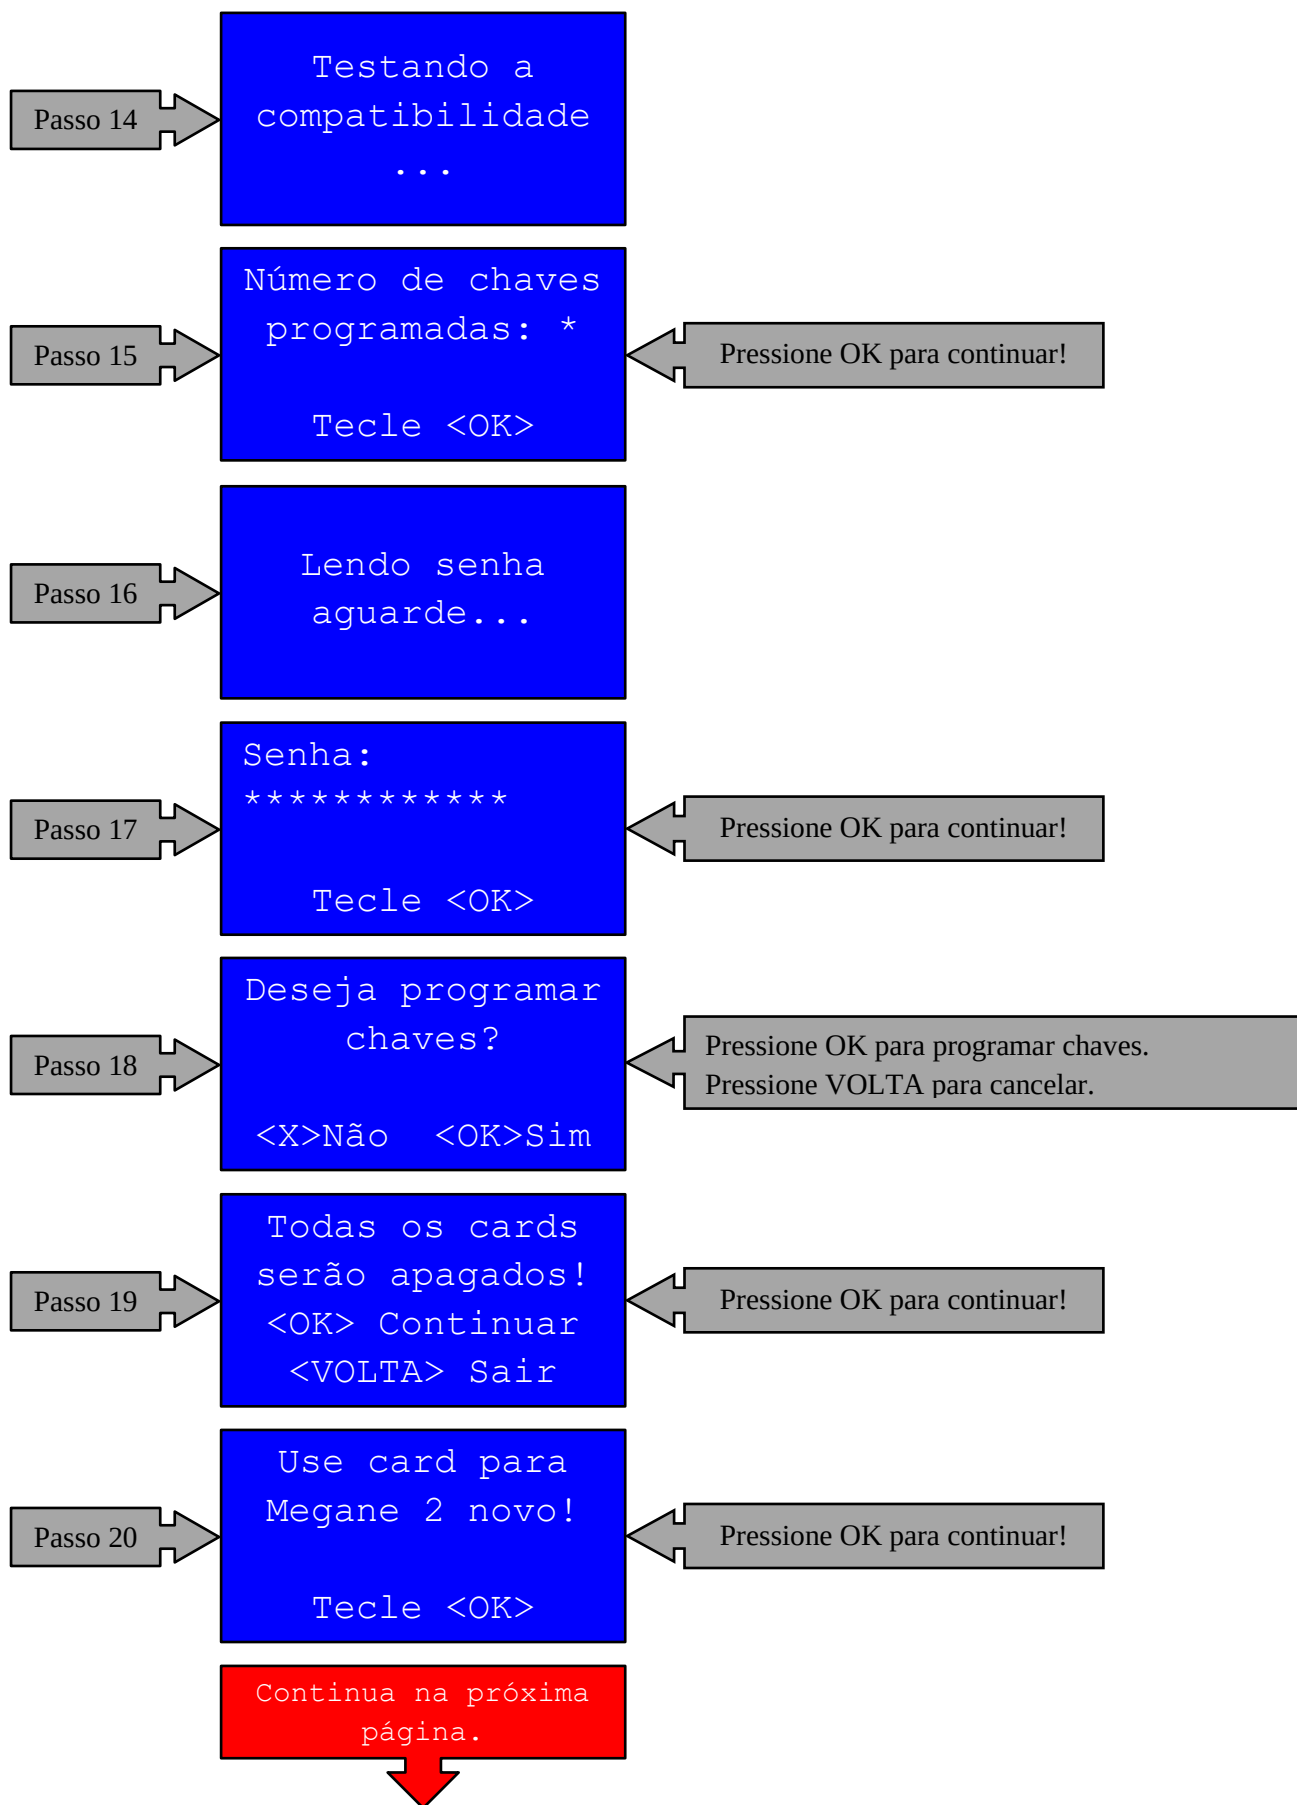 Passo 14
Testando a
compatibilidade
...
Passo 15
Número de chaves
programadas: *
Tecle <OK>
Pressione OK para continuar!
Passo 16
Lendo senha
aguarde...
Passo 17
Senha:
************
Tecle <OK>
Pressione OK para continuar!
Passo 18
Deseja programar
chaves?
<X>Não <OK>Sim
Pressione OK para programar chaves.
Pressione VOLTA para cancelar.
Passo 19
Todas os cards
serão apagados!
<OK> Continuar
<VOLTA> Sair
Pressione OK para continuar!
Passo 20
Use card para
Megane 2 novo!
Tecle <OK>
Pressione OK para continuar!
Continua na próxima
página.